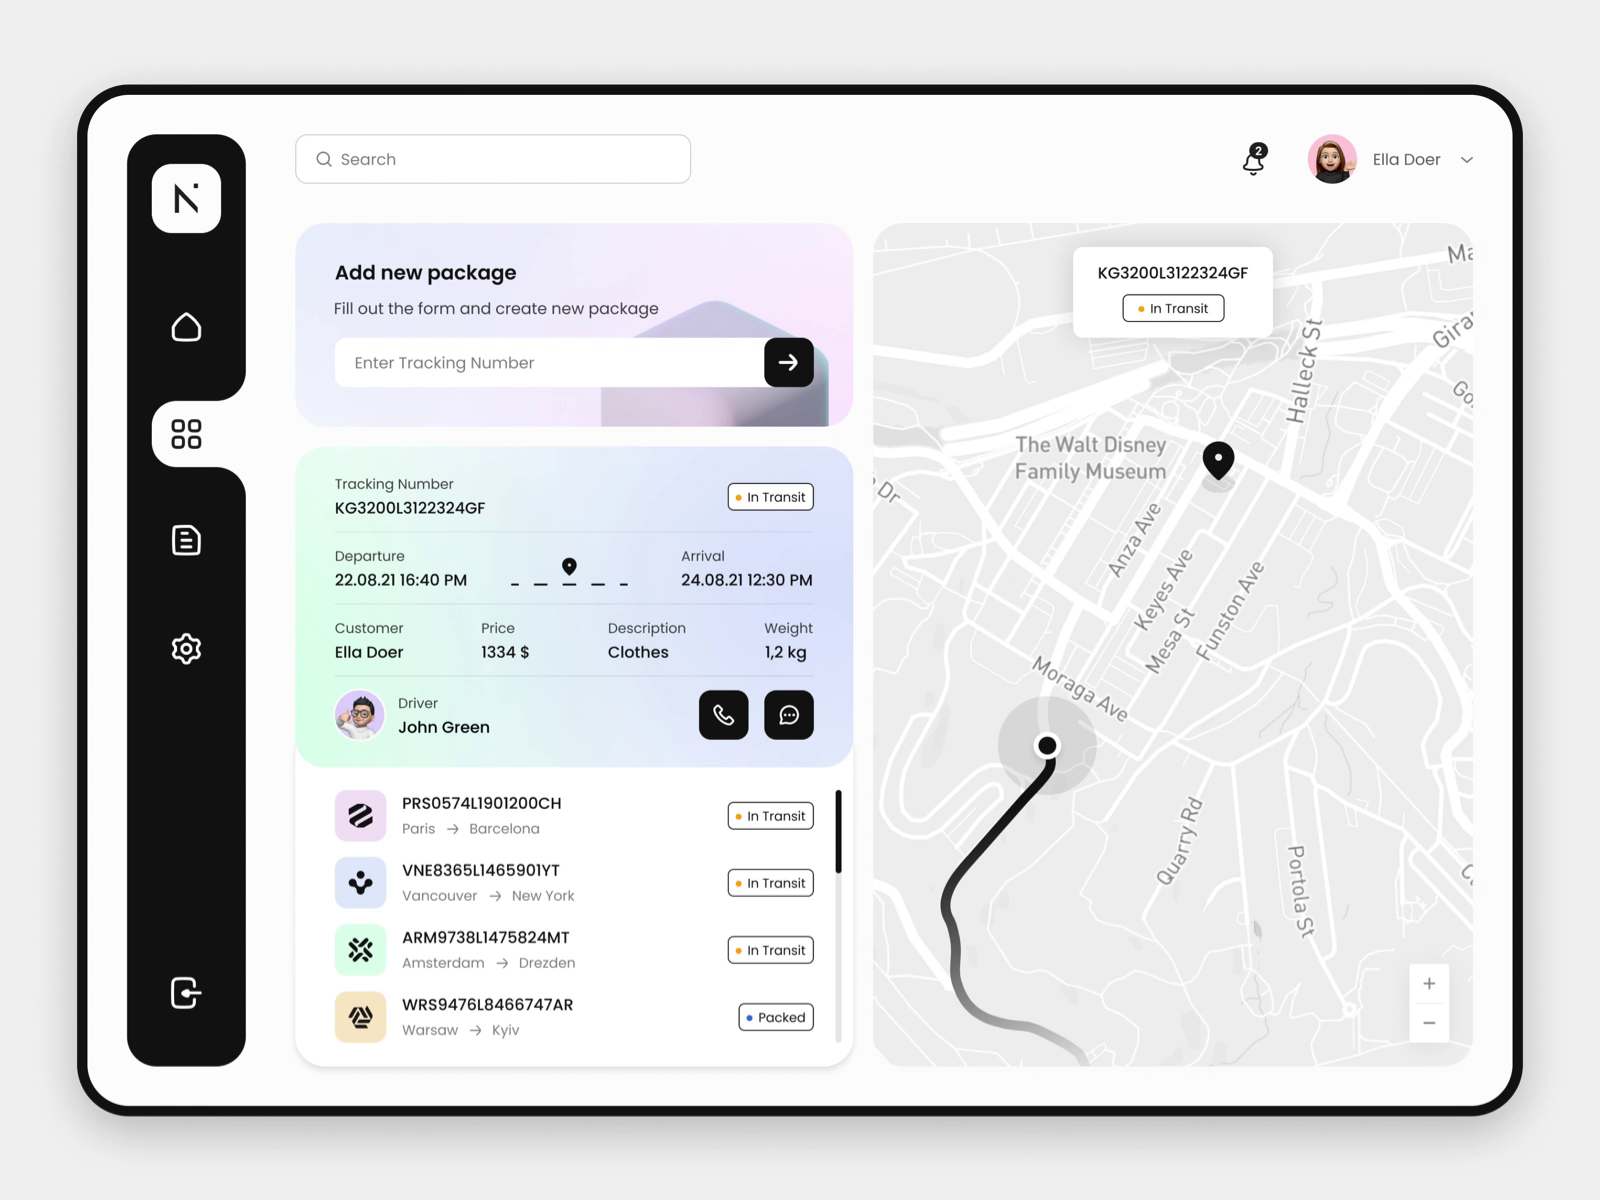 Search
2
Ella Doer
Add new package
Fill out the form and create new package
Enter Tracking Number
Tracking Number
KG3200L3122324GF
In Transit
Departure
22.08.21 16:40 PM
Arrival
24.08.21 12:30 PM
Customer
Ella Doer
Price
1334 $
Description
Clothes
Weight
1,2 kg
Driver
John Green
PRS0574L1901200CH
Paris → Barcelona
In Transit
VNE8365L1465901YT
Vancouver → New York
In Transit
ARM9738L1475824MT
Amsterdam → Drezden
In Transit
WRS9476L8466747AR
Warsaw → Kyiv
Packed
KG3200L3122324GF
In Transit
Ma
Gira
Go
Halleck St
The Walt Disney
Family Museum
Dr
Anza Ave
Keyes Ave
Mesa St
Funston Ave
Moraga Ave
Quarry Rd
Portola St
+
−